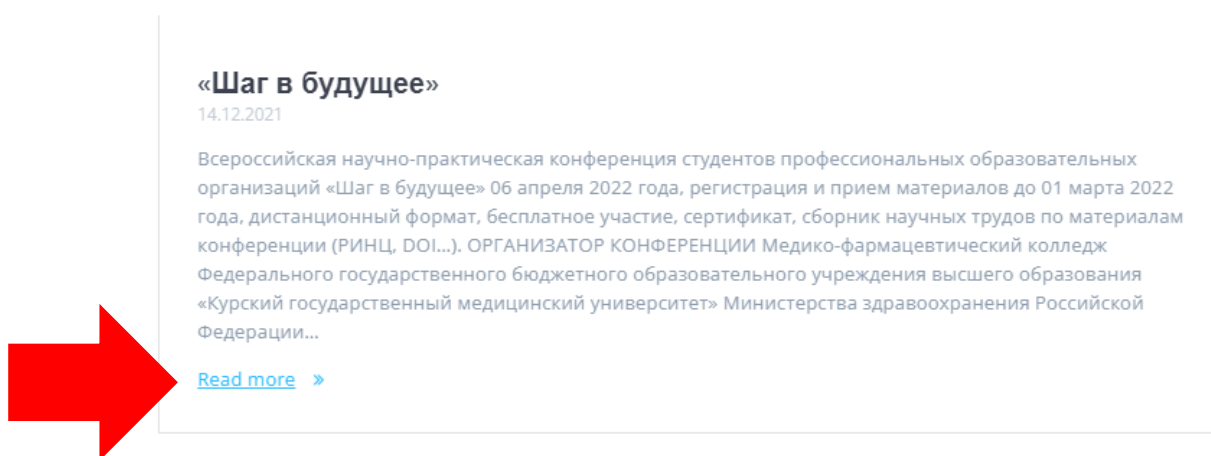 «Шаг в будущее»
14.12.2021
Всероссийская научно-практическая конференция студентов профессиональных образовательных
организаций «Шаг в будущее» 06 апреля 2022 года, регистрация и прием материалов до 01 марта 2022
года, дистанционный формат, бесплатное участие, сертификат, сборник научных трудов по материалам
конференции (РИНЦ, DOI...). ОРГАНИЗАТОР КОНФЕРЕНЦИИ Медико-фармацевтический колледж
Федерального государственного бюджетного образовательного учреждения высшего образования
«Курский государственный медицинский университет» Министерства здравоохранения Российской
Федерации...
Read more »